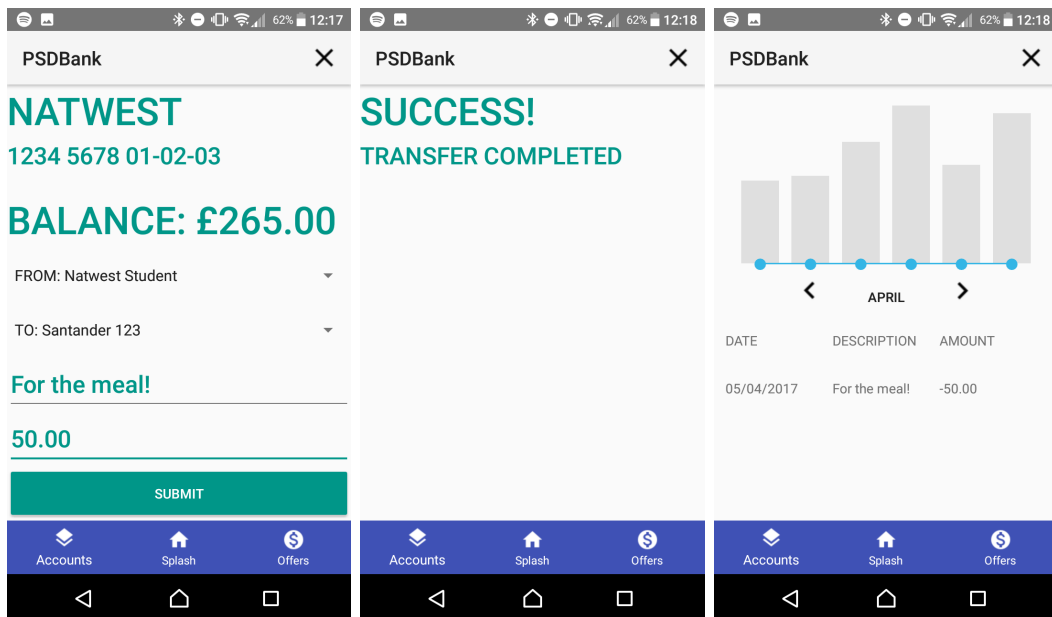 62% 12:17
PSDBank
NATWEST
1234 5678 01-02-03
BALANCE: £265.00
FROM: Natwest Student
TO: Santander 123
For the meal!
50.00
SUBMIT
Accounts Splash Offers
62% 12:18
PSDBank
SUCCESS!
TRANSFER COMPLETED
Accounts Splash Offers
62% 12:18
PSDBank
APRIL
DATE DESCRIPTION AMOUNT
05/04/2017 For the meal! -50.00
Accounts Splash Offers